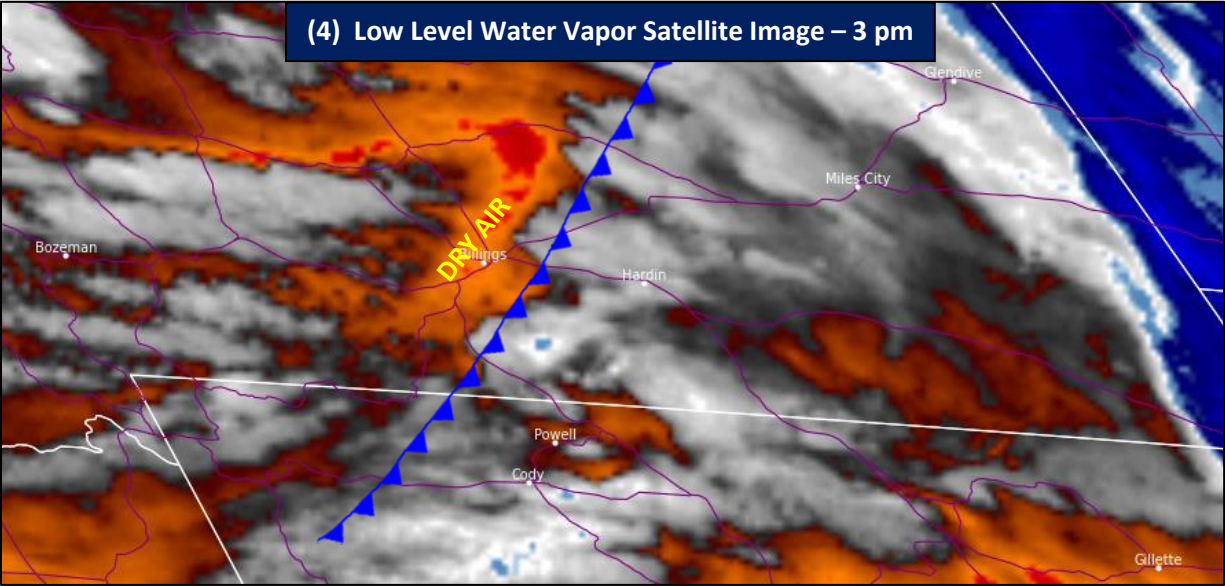 (4) Low Level Water Vapor Satellite Image – 3 pm
Glendive
Miles City
DRY AIR
Bozeman
Billings
Hardin
Powell
Cody
Gillette